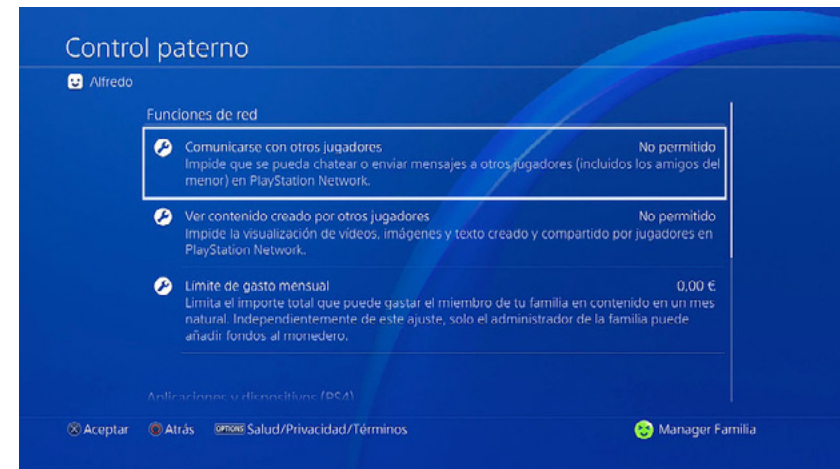 Control paterno
Alfredo
Funciones de red
Comunicarse con otros jugadores No permitido
Impide que se pueda chatear o enviar mensajes a otros jugadores (incluidos los amigos del
menor) en PlayStation Network.
Ver contenido creado por otros jugadores No permitido
Impide la visualización de vídeos, imágenes y texto creado y compartido por jugadores en
PlayStation Network.
Límite de gasto mensual 0,00 €
Limita el importe total que puede gastar el miembro de tu familia en contenido en un mes
natural. Independientemente de este ajuste, solo el administrador de la familia puede
añadir fondos al monedero.
Aplicaciones y dispositivos (PS4)
Aceptar Atrás OPTIONS Salud/Privacidad/Términos Manager Familia